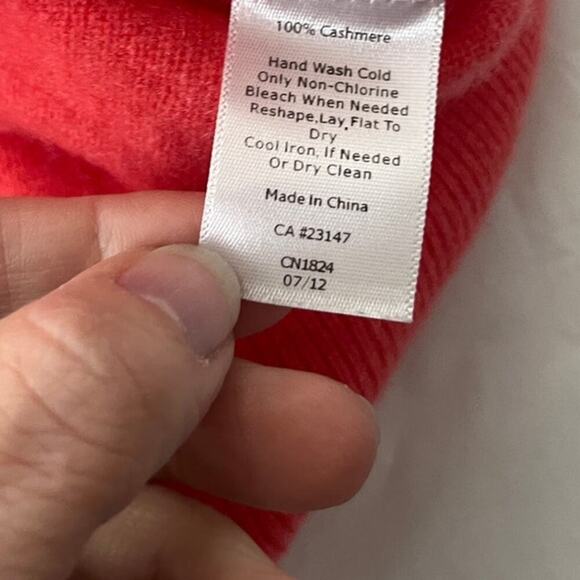 100% Cashmere
Hand Wash Cold
Only Non-Chlorine
Bleach When Needed
Reshape,Lay,Flat To
Dry
Cool Iron, If Needed
Or Dry Clean
Made In China
CA #23147
CN1824
07/12